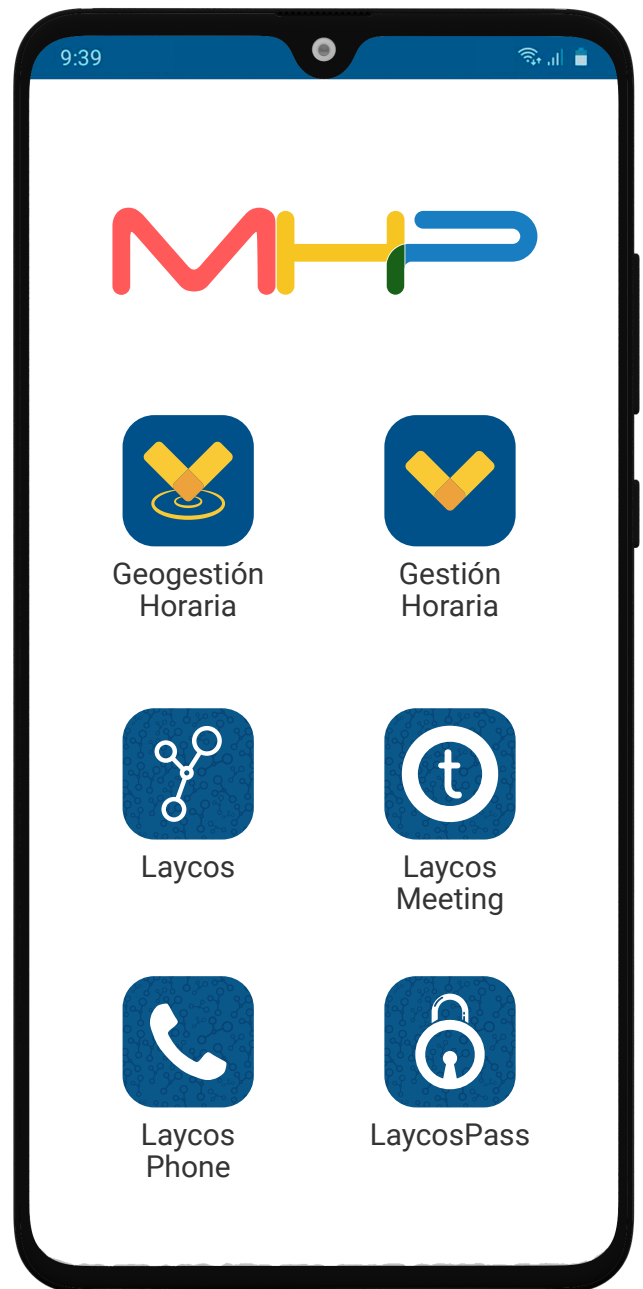 9:39
MHP
Geogestión
Horaria
Gestión
Horaria
t
Laycos
Laycos
Meeting
Laycos
Phone
LaycosPass